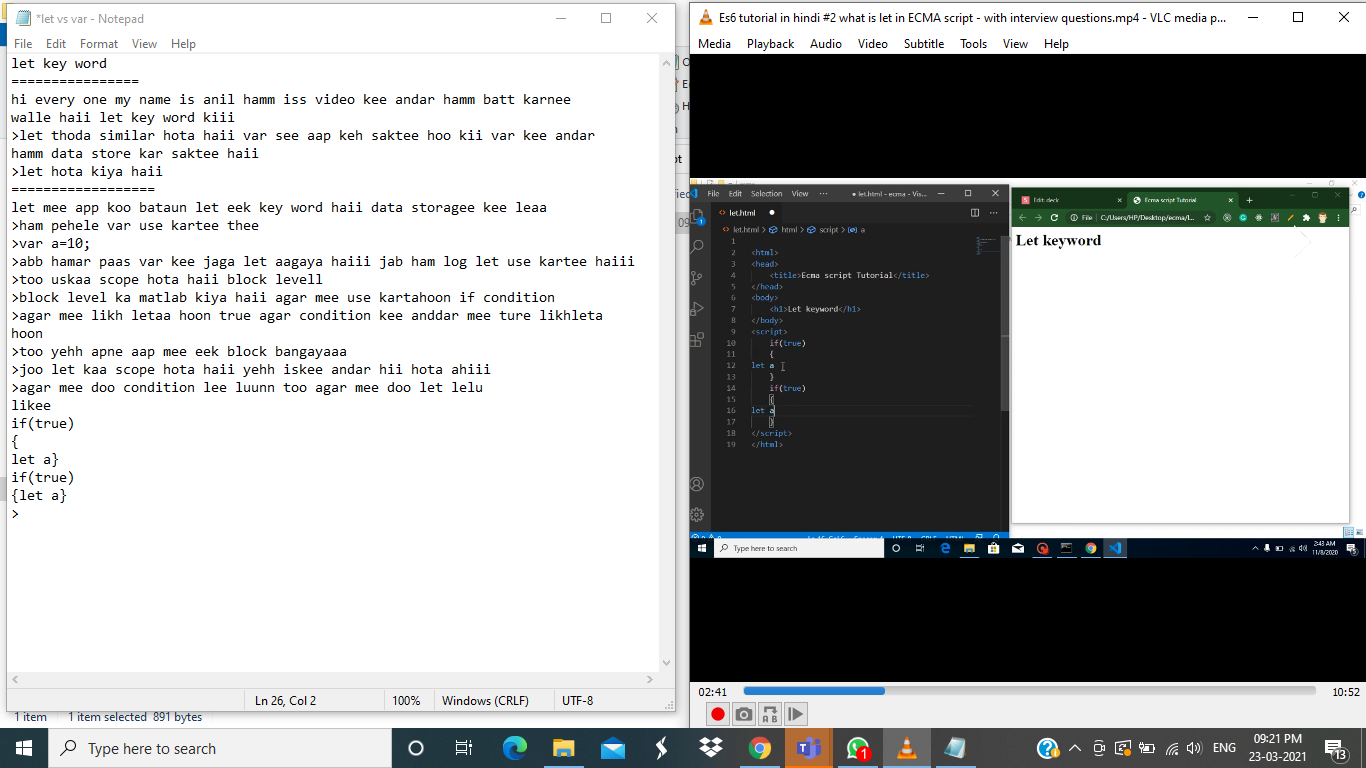 *let vs var - Notepad
File Edit Format View Help
let key word
================
hi every one my name is anil hamm iss video kee andar hamm batt karnee
walle haii let key word kiii
>let thoda similar hota haii var see aap keh saktee hoo kii var kee andar
hamm data store kar saktee haii
>let hota kiya haii
==================
let mee app koo bataun let eek key word haii data storagee kee leaa
>ham pehele var use kartee thee
>var a=10;
>abb hamar paas var kee jaga let aagaya haiii jab ham log let use kartee haiii
>too uskaa scope hota haii block levell
>block level ka matlab kiya haii agar mee use kartahoon if condition
>agar mee likh letaa hoon true agar condition kee anddar mee ture likhleta
hoon
>too yehh apne aap mee eek block bangayaaa
>joo let kaa scope hota haii yehh iskee andar hii hota ahiii
>agar mee doo condition lee luunn too agar mee doo let lelu
likee
if(true)
{
let a}
if(true)
{let a}
>
Ln 26, Col 2 100% Windows (CRLF) UTF-8
1 item 1 item selected 891 bytes
Es6 tutorial in hindi #2 what is let in ECMA script - with interview questions.mp4 - VLC media p...
Media Playback Audio Video Subtitle Tools View Help
File Edit Selection View ··· ● let.html - ecma - Vis...
<> let.html ●
let.html > html > script > a
1
2 <html>
3 <head>
4 <title>Ecma script Tutorial</title>
5 </head>
6 <body>
7 <h1>Let keyword</h1>
8 </body>
9 <script>
10 if(true)
11 {
12 let a
13 }
14 if(true)
15 {
16 let a
17 }
18 </script>
19 </html>
Edit deck Ecma script Tutorial
File C:/Users/HP/Desktop/ecma/l...
Let keyword
Type here to search
2:43 AM
11/8/2020
02:41 10:52
A B
Type here to search
1
ENG
09:21 PM
23-03-2021
13